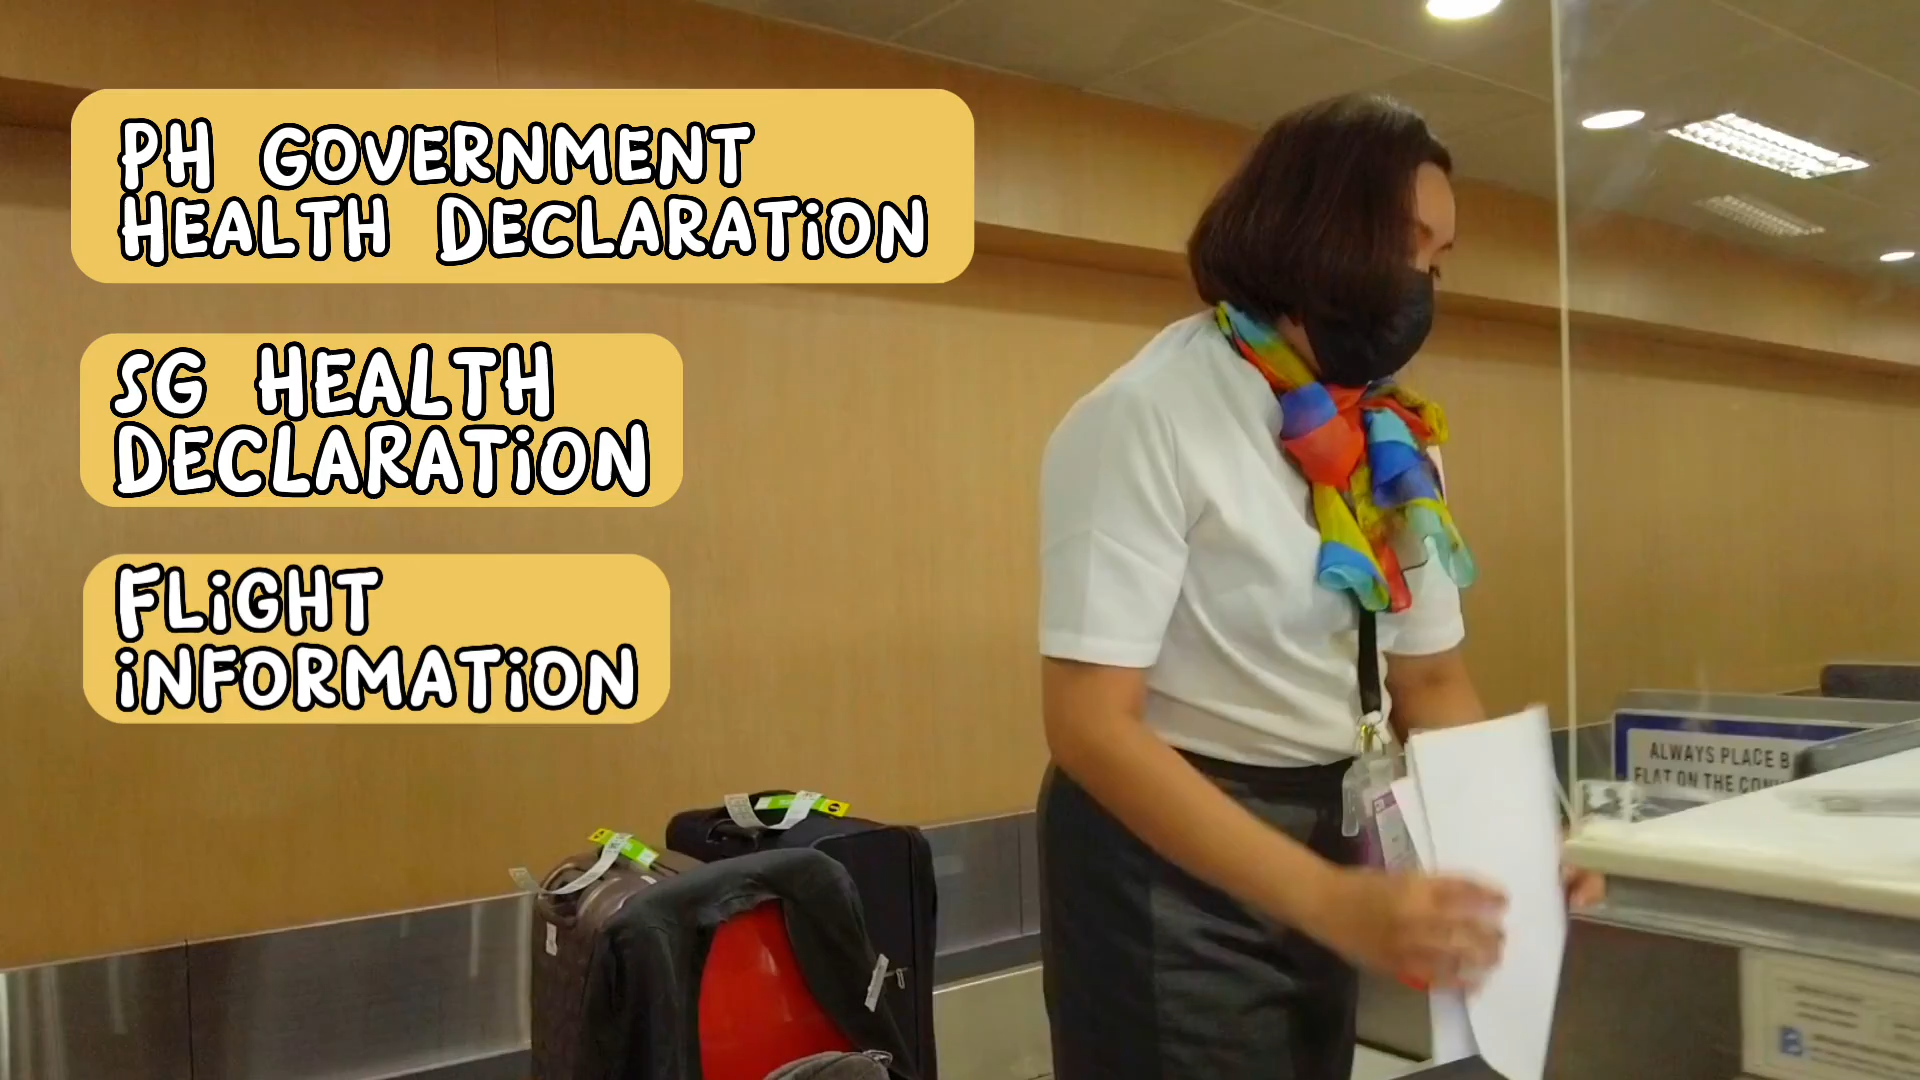 PH GOVERNMENT
HEALTH DECLARATION
SG HEALTH
DECLARATION
FLIGHT
INFORMATION
ALWAYS PLACE
FLAT ON THE